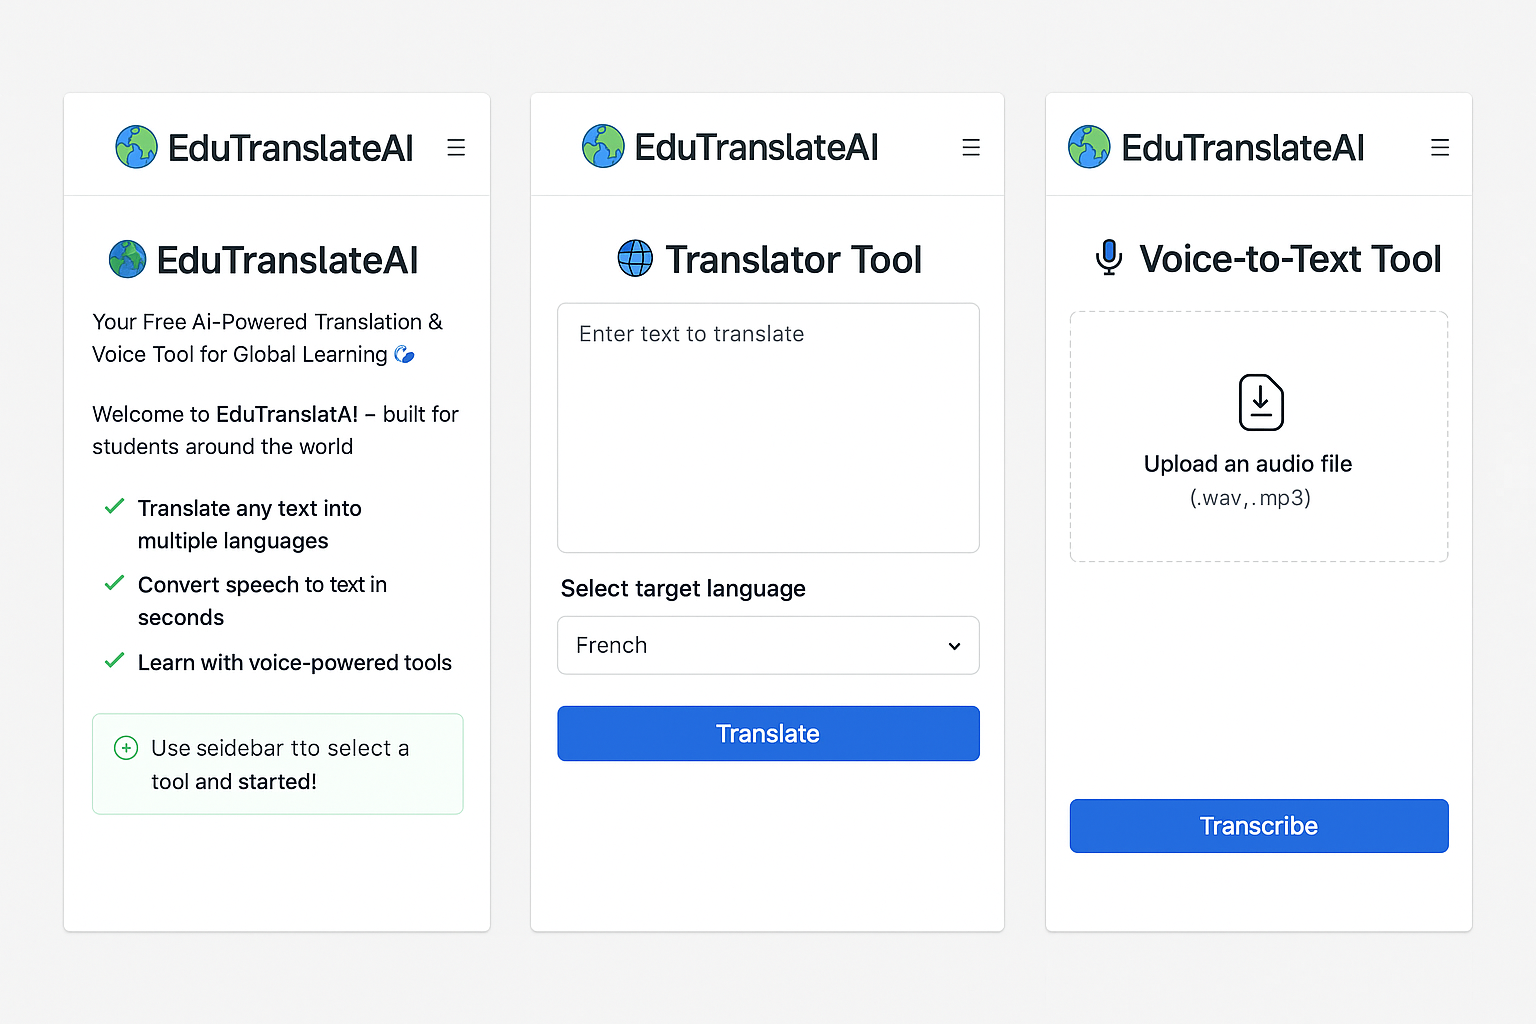 EduTranslateAI
EduTranslateAI
Your Free Ai-Powered Translation &
Voice Tool for Global Learning
Welcome to EduTranslatA! – built for
students around the world
Translate any text into
multiple languages
Convert speech to text in
seconds
Learn with voice-powered tools
Use seidebar tto select a
tool and started!
EduTranslateAI
Translator Tool
Enter text to translate
Select target language
French
Translate
EduTranslateAI
Voice-to-Text Tool
Upload an audio file
(.wav,.mp3)
Transcribe